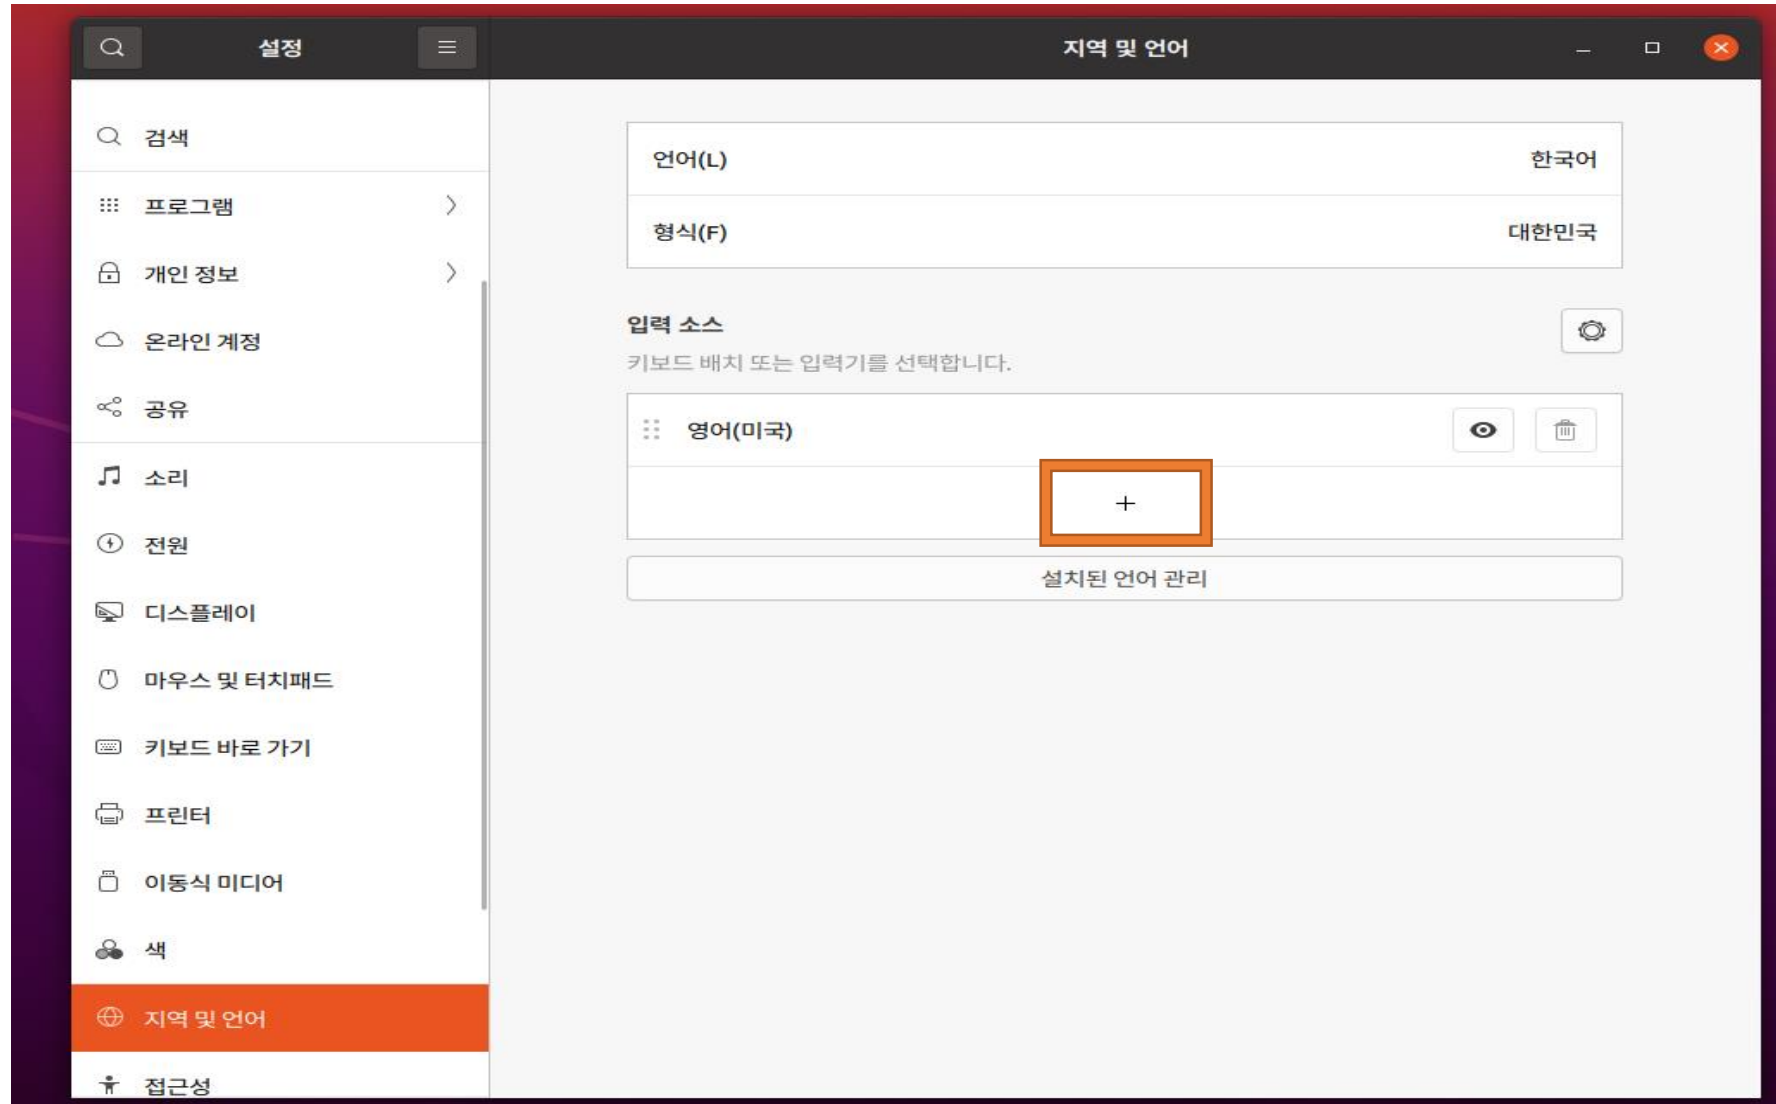 설정
지역 및 언어
검색
프로그램
개인 정보
온라인 계정
공유
소리
전원
디스플레이
마우스 및 터치패드
키보드 바로 가기
프린터
이동식 미디어
색
지역 및 언어
접근성
언어(L) 한국어
형식(F) 대한민국
입력 소스
키보드 배치 또는 입력기를 선택합니다.
영어(미국)
+
설치된 언어 관리